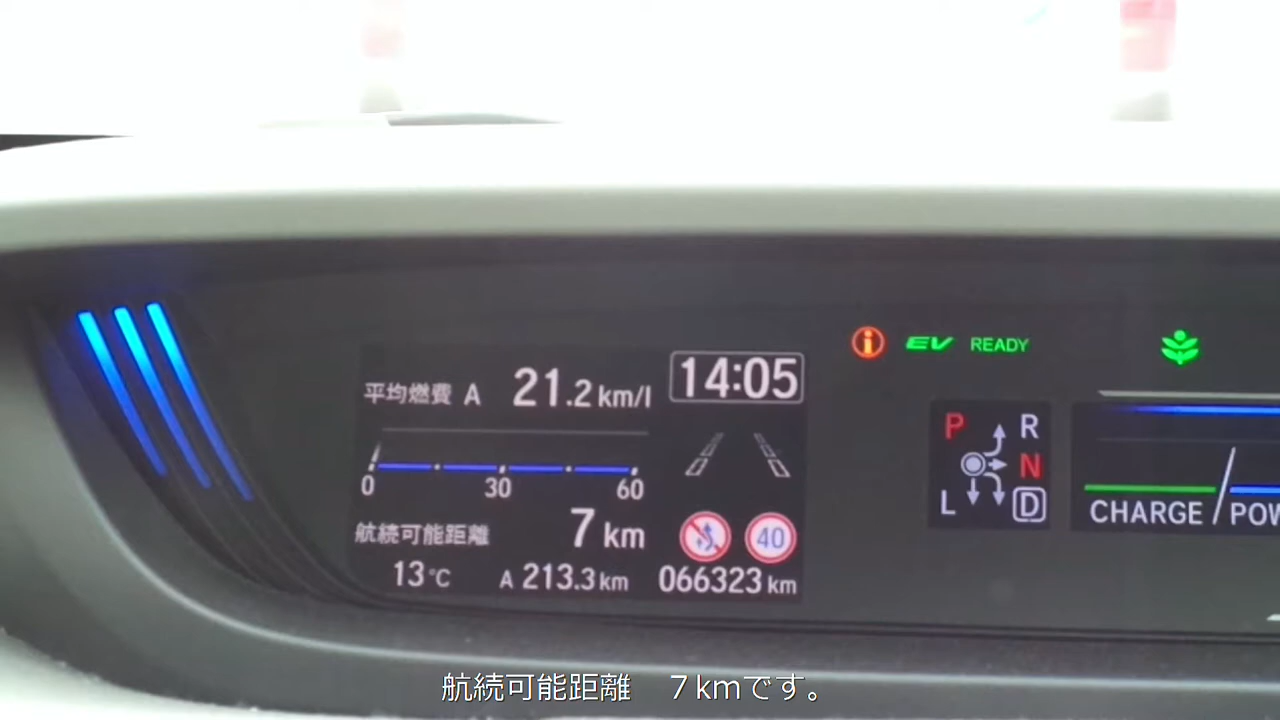 平均燃費 A 21.2 km/l
14:05
0 30 60
航続可能距離 7 km
40
13℃ A 213.3 km 066323 km
EV READY
P R
N
L D
CHARGE POW
航続可能距離　７kmです。